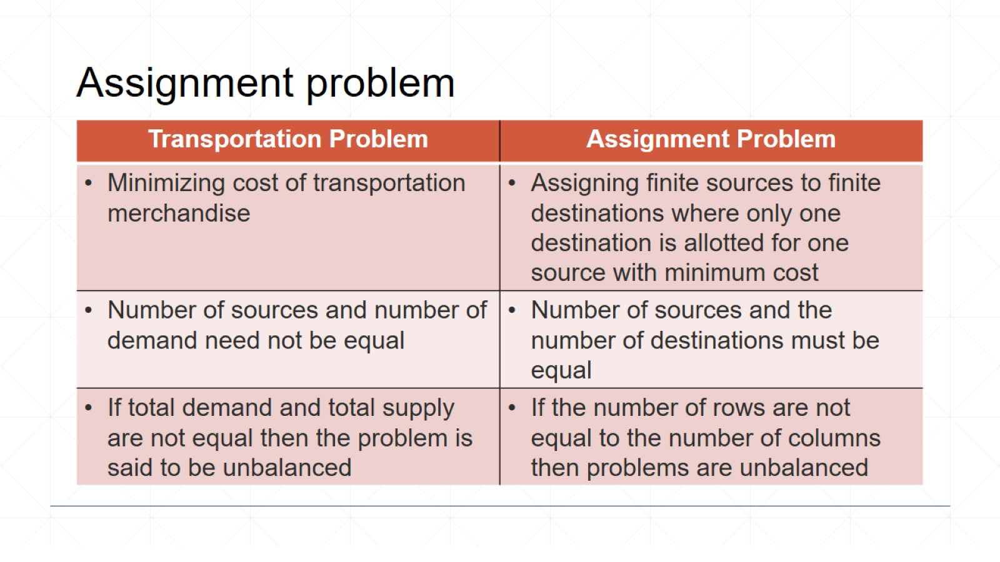 Assignment problem
Transportation Problem
Assignment Problem
• Minimizing cost of transportation
merchandise
• Assigning finite sources to finite
destinations where only one
destination is allotted for one
source with minimum cost
• Number of sources and number of
demand need not be equal
• Number of sources and the
number of destinations must be
equal
• If total demand and total supply
are not equal then the problem is
said to be unbalanced
• If the number of rows are not
equal to the number of columns
then problems are unbalanced